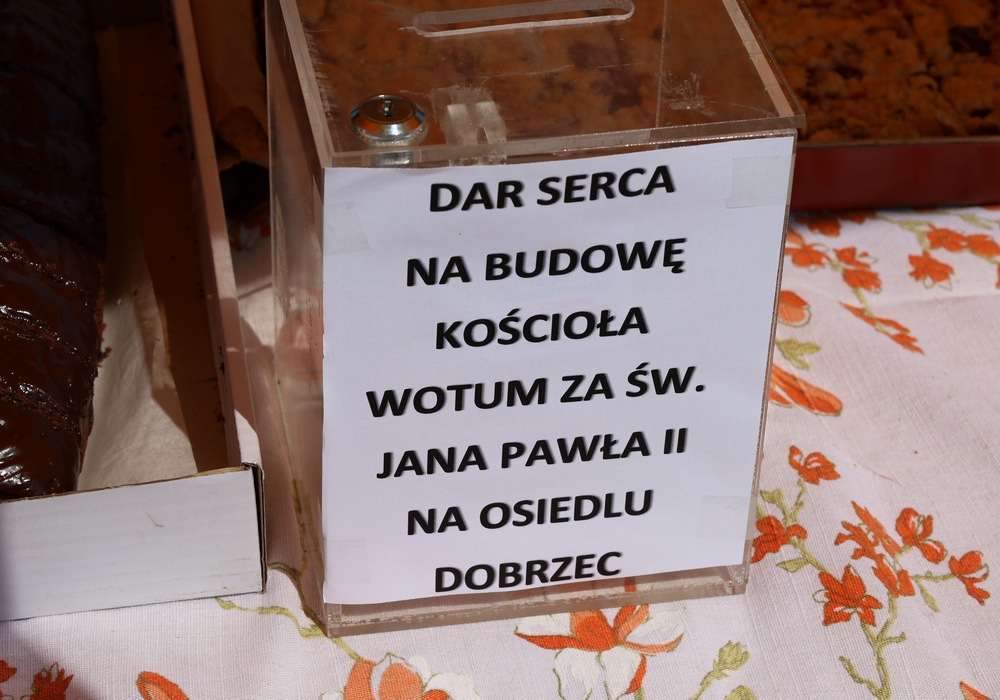 DAR SERCA
NA BUDOWĘ
KOŚCIOŁA
WOTUM ZA ŚW.
JANA PAWŁA II
NA OSIEDLU
DOBRZEC